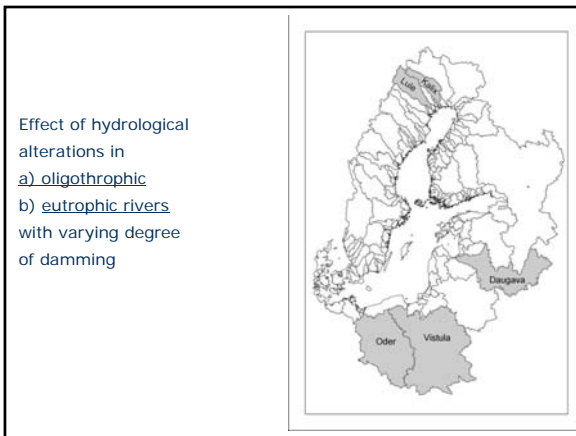 Effect of hydrological
alterations in
a) oligothrophic
b) eutrophic rivers
with varying degree
of damming
Lule
Kalix
Daugava
Oder
Vistula